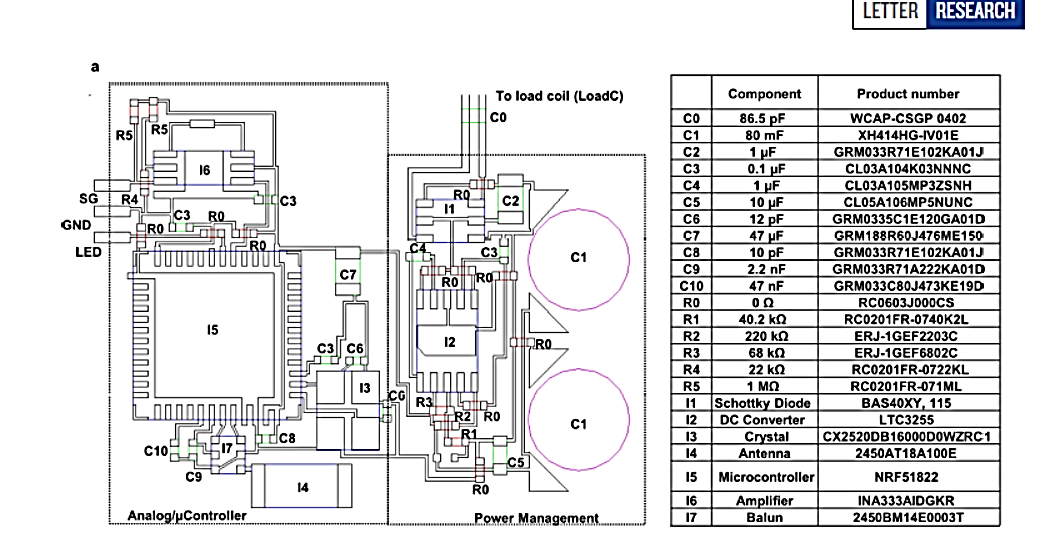 LETTER RESEARCH
a
To load coil (LoadC)
C0
R5
R5
I6
SG
R4
C3
C3
R0
GND
R0
LED
R0
I5
C7
C3
C6
I3
C6
C10
C9
I7
C8
I4
Analog/µController
R0
C2
I1
C4
C3
R0
R0
R0
C1
I2
R0
R3
R2
R0
R1
C1
C5
R0
Power Management
Component Product number
C0 86.5 pF WCAP-CSGP 0402
C1 80 mF XH414HG-IV01E
C2 1 µF GRM033R71E102KA01J
C3 0.1 µF CL03A104K03NNNC
C4 1 µF CL03A105MP3ZSNH
C5 10 µF CL05A106MP5NUNC
C6 12 pF GRM0335C1E120GA01D
C7 47 µF GRM188R60J476ME150
C8 10 pF GRM033R71E102KA01J
C9 2.2 nF GRM033R71A222KA01D
C10 47 nF GRM033C80J473KE19D
R0 0 Ω RC0603J000CS
R1 40.2 kΩ RC0201FR-0740K2L
R2 220 kΩ ERJ-1GEF2203C
R3 68 kΩ ERJ-1GEF6802C
R4 22 kΩ RC0201FR-0722KL
R5 1 MΩ RC0201FR-071ML
I1 Schottky Diode BAS40XY, 115
I2 DC Converter LTC3255
I3 Crystal CX2520DB16000D0WZRC1
I4 Antenna 2450AT18A100E
I5 Microcontroller NRF51822
I6 Amplifier INA333AIDGKR
I7 Balun 2450BM14E0003T